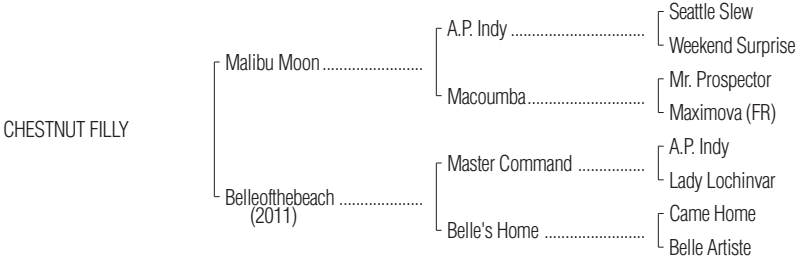 Seattle Slew
A.P. Indy ..................................
Weekend Surprise
Malibu Moon.........................
Mr. Prospector
Macoumba..............................
Maximova (FR)
CHESTNUT FILLY
A.P. Indy
Master Command .................
Lady Lochinvar
Belleofthebeach .....................
(2011)
Came Home
Belle's Home .........................
Belle Artiste